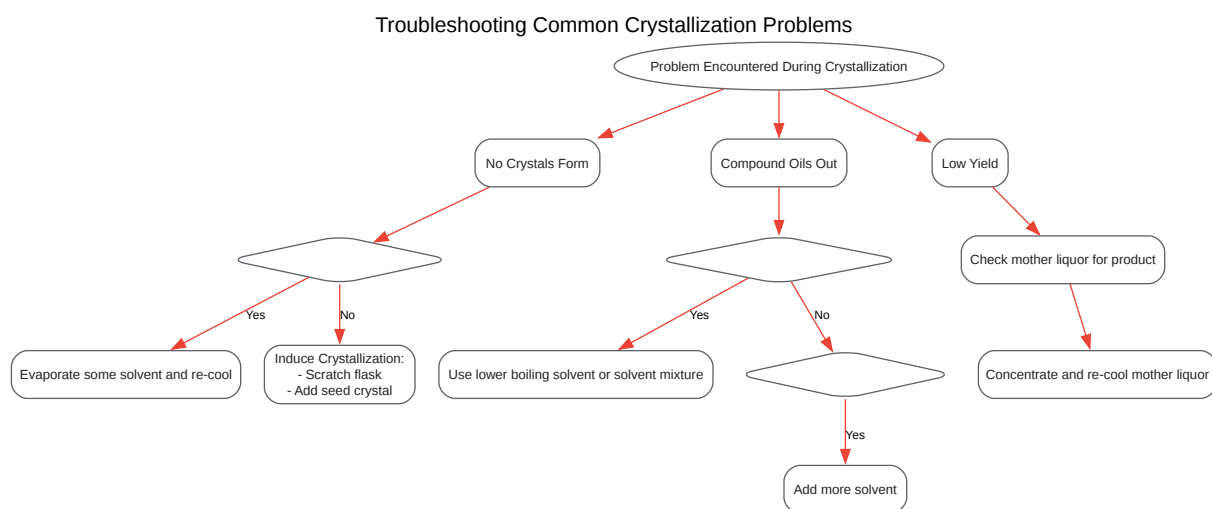 Troubleshooting Common Crystallization Problems
Problem Encountered During Crystallization
No Crystals Form
Compound Oils Out
Low Yield
Check mother liquor for product
Yes
No
Yes
No
Evaporate some solvent and re-cool
Induce Crystallization:
- Scratch flask
- Add seed crystal
Use lower boiling solvent or solvent mixture
Concentrate and re-cool mother liquor
Yes
Add more solvent